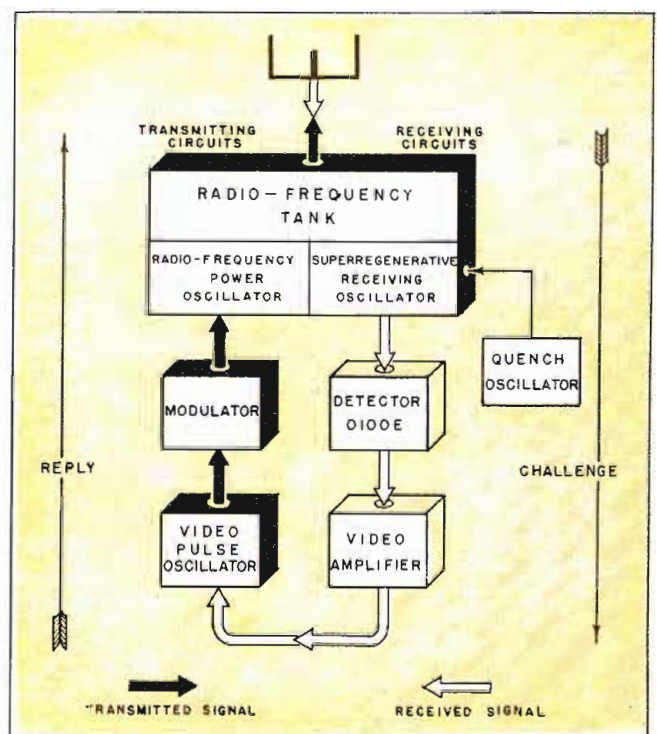 TRANSMITTING
CIRCUITS
RECEIVING
CIRCUITS
RADIO-FREQUENCY
TANK
RADIO-FREQUENCY
POWER
OSCILLATOR
SUPERREGENERATIVE
RECEIVING
OSCILLATOR
QUENCH
OSCILLATOR
MODULATOR
DETECTOR
DIODE
REPLY
CHALLENGE
VIDEO
PULSE
OSCILLATOR
VIDEO
AMPLIFIER
TRANSMITTED SIGNAL
RECEIVED SIGNAL